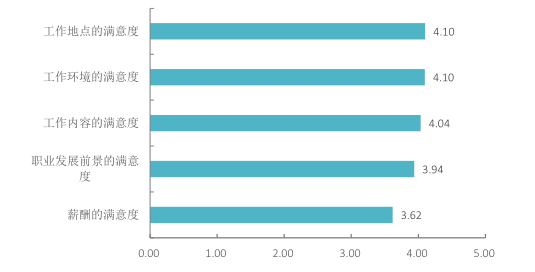 工作地点的满意度 4.10
工作环境的满意度 4.10
工作内容的满意度 4.04
职业发展前景的满意
度 3.94
薪酬的满意度 3.62
0.00 1.00 2.00 3.00 4.00 5.00